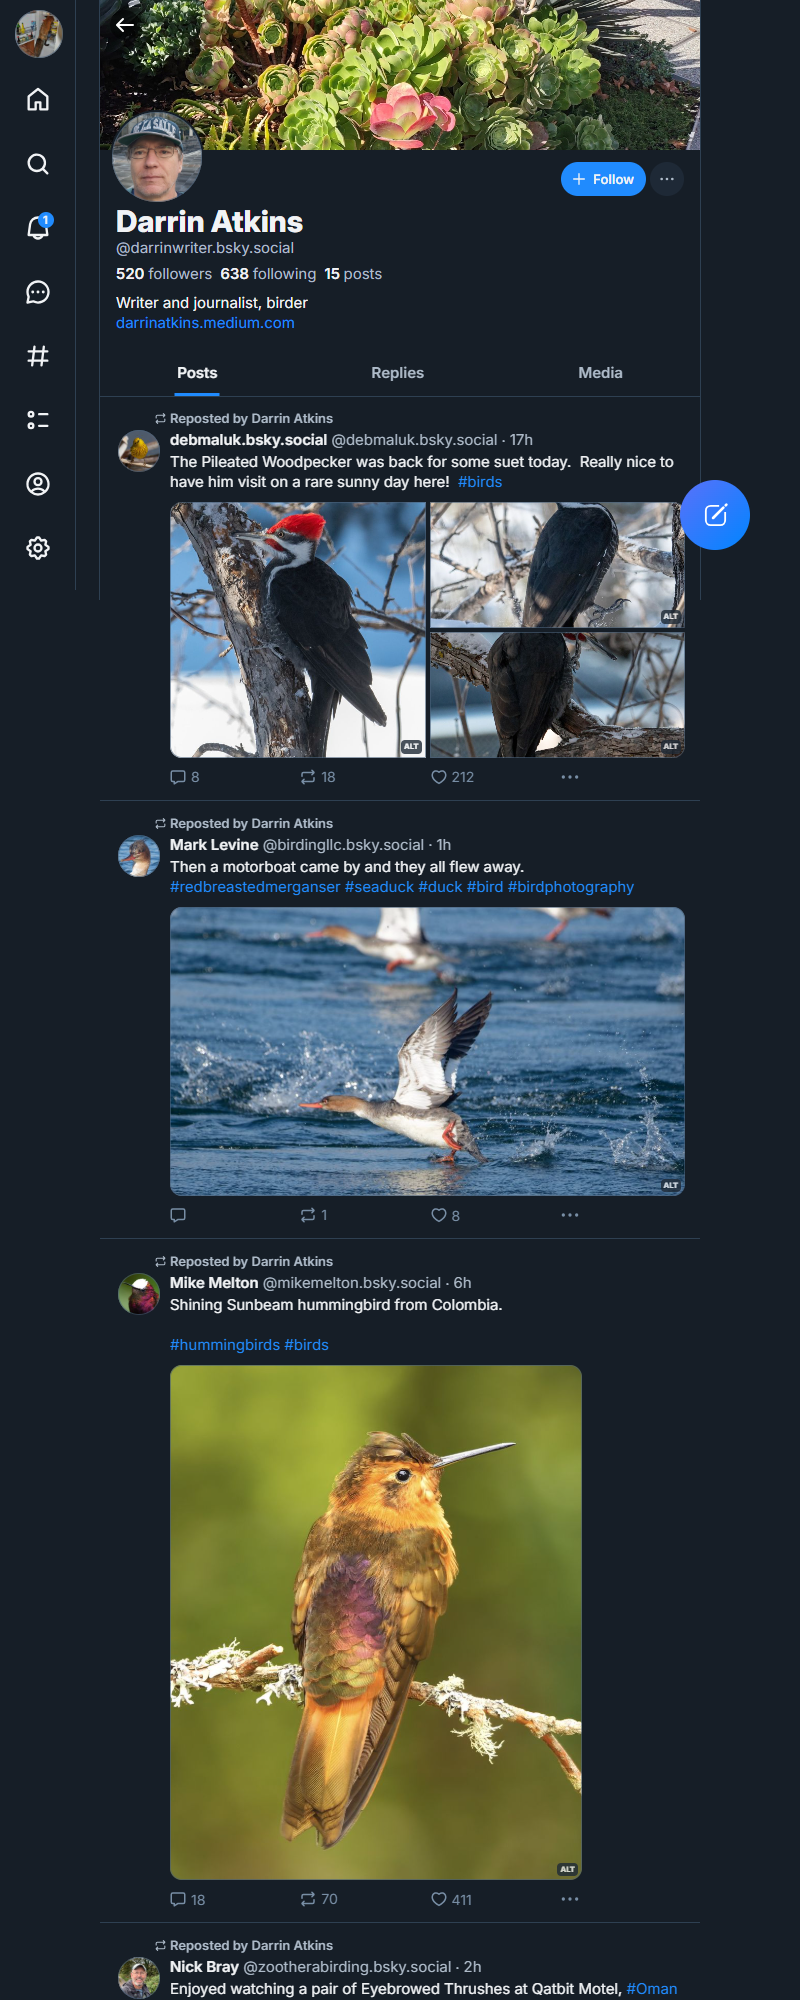 1
Follow
Darrin Atkins
@darrinwriter.bsky.social
520 followers 638 following 15 posts
Writer and journalist, birder
darrinatkins.medium.com
Posts Replies Media
Reposted by Darrin Atkins
debmaluk.bsky.social @debmaluk.bsky.social · 17h
The Pileated Woodpecker was back for some suet today. Really nice to
have him visit on a rare sunny day here! #birds
ALT
ALT
ALT
8 18 212
Reposted by Darrin Atkins
Mark Levine @birdingllc.bsky.social · 1h
Then a motorboat came by and they all flew away.
#redbreastedmerganser #seaduck #duck #bird #birdphotography
ALT
1 8
Reposted by Darrin Atkins
Mike Melton @mikemelton.bsky.social · 6h
Shining Sunbeam hummingbird from Colombia.
#hummingbirds #birds
ALT
18 70 411
Reposted by Darrin Atkins
Nick Bray @zootherabirding.bsky.social · 2h
Enjoyed watching a pair of Eyebrowed Thrushes at Qatbit Motel, #Oman